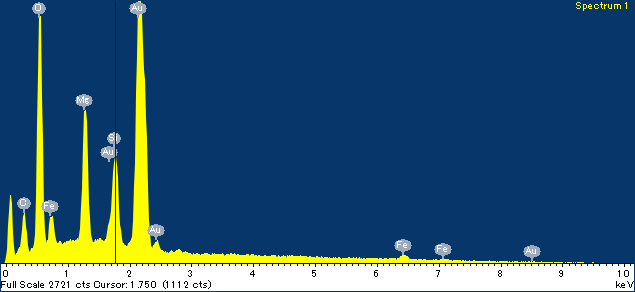 Spectrum 1
O
Au
Mg
Si
Au
Fe
Au
Fe
Fe
Au
0 1 2 3 4 5 6 7 8 9 10
Full Scale 2721 cts Cursor: 1.750 (1112 cts)
keV